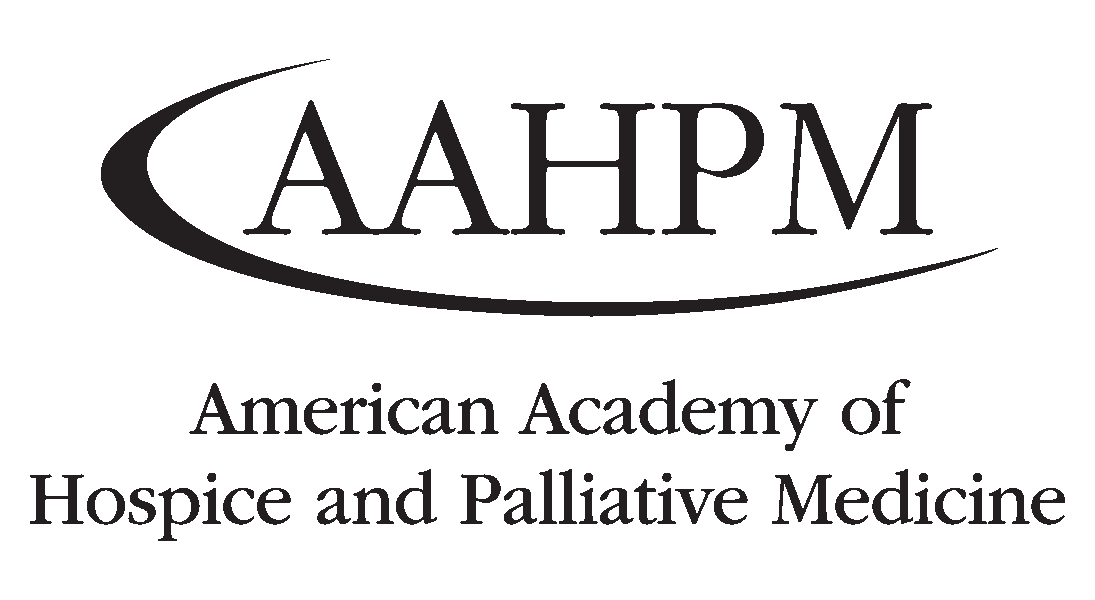 AAHPM
American Academy of
Hospice and Palliative Medicine